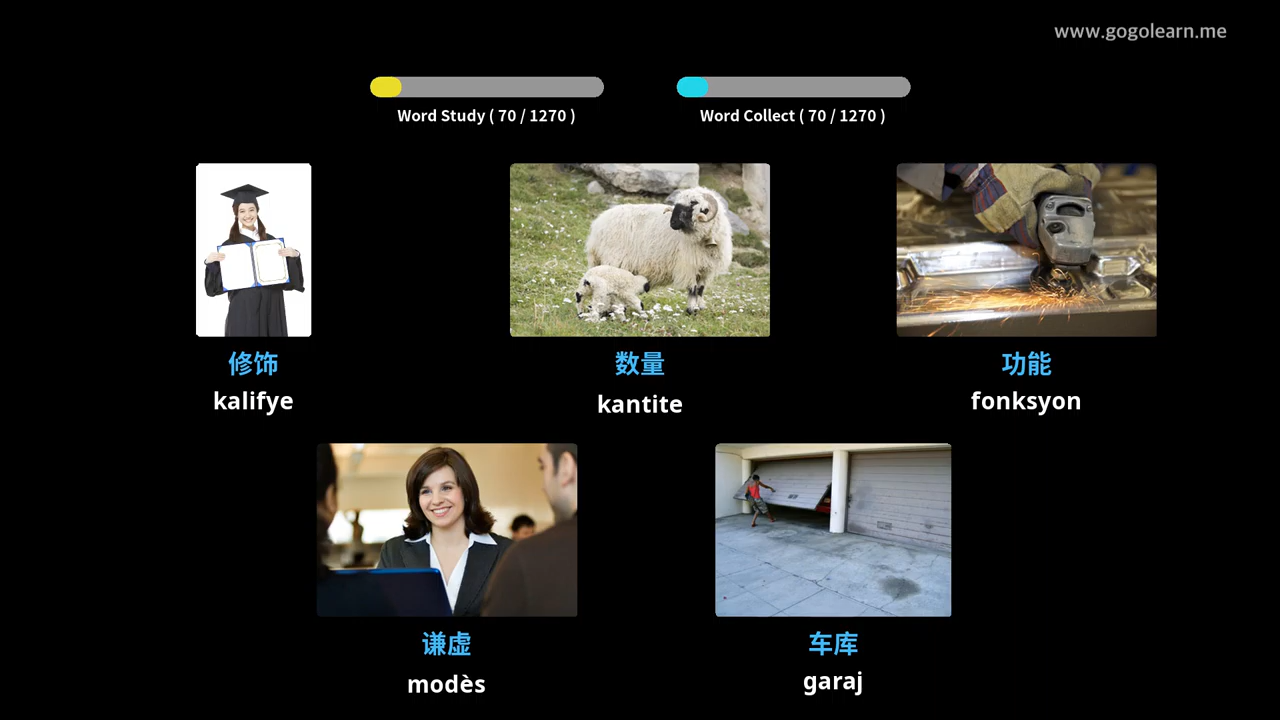 www.gogolearn.me
Word Study ( 70 / 1270 )
Word Collect ( 70 / 1270 )
修饰
kalifye
数量
kantite
功能
fonksyon
谦虚
modès
车库
garaj